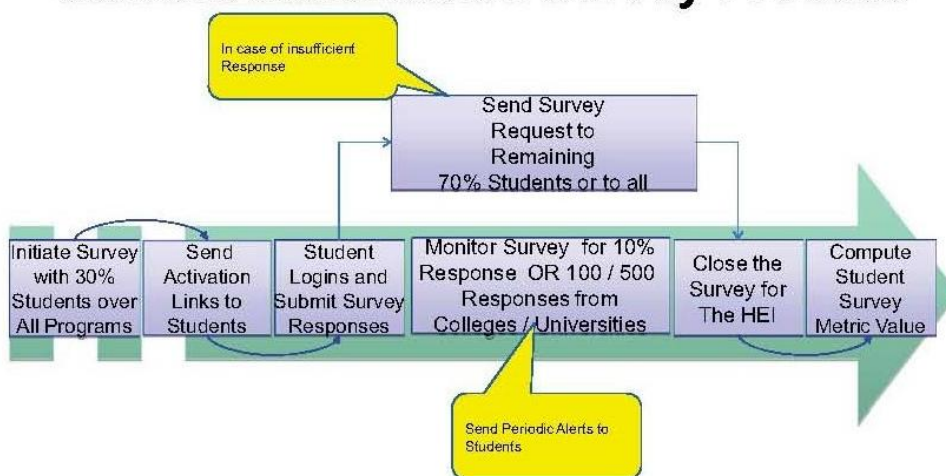 In case of insufficient
Response
Send Survey
Request to
Remaining
70% Students or to all
Initiate Survey
with 30%
Students over
All Programs
Send
Activation
Links to
Students
Student
Logins and
Submit Survey
Responses
Monitor Survey for 10%
Response OR 100 / 500
Responses from
Colleges / Universities
Close the
Survey for
The HEI
Compute
Student
Survey
Metric Value
Send Periodic Alerts to
Students